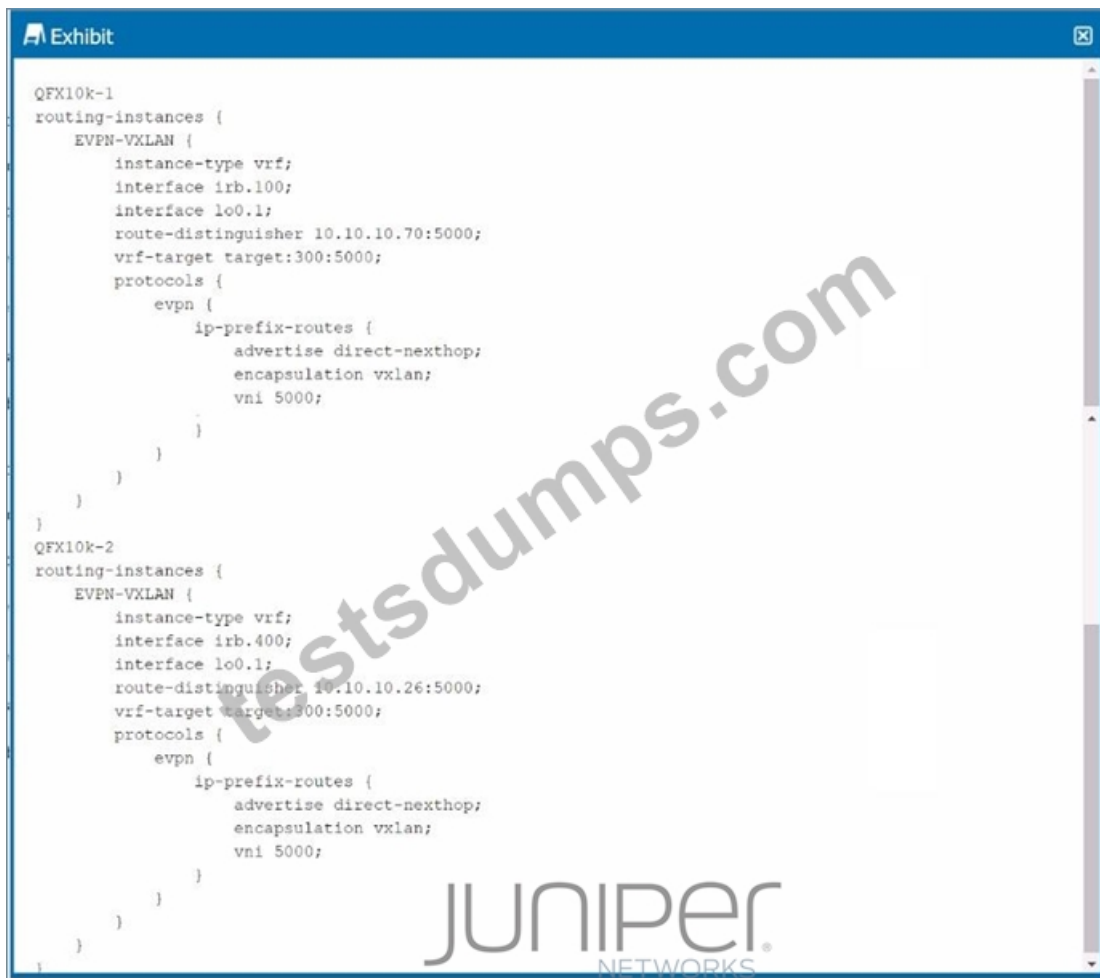 Exhibit
QFX10k-1
routing-instances {
EVPN-VXLAN {
instance-type vrf;
interface irb.100;
interface lo0.1;
route-distinguisher 10.10.10.70:5000;
vrf-target target:300:5000;
protocols {
evpn {
ip-prefix-routes {
advertise direct-nexthop;
encapsulation vxlan;
vni 5000;
}
}
}
}
}
QFX10k-2
routing-instances {
EVPN-VXLAN {
instance-type vrf;
interface irb.400;
interface lo0.1;
route-distinguisher 10.10.10.26:5000;
vrf-target target:300:5000;
protocols {
evpn {
ip-prefix-routes {
advertise direct-nexthop;
encapsulation vxlan;
vni 5000;
}
}
}
}
}
testsdumps.com
JUNIPER
NETWORKS